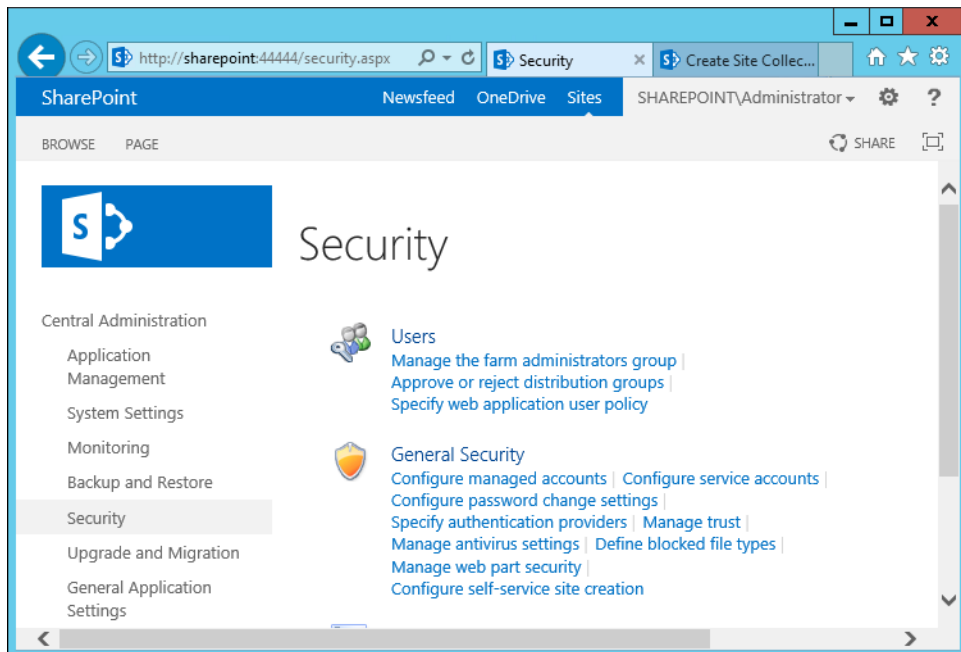 http://sharepoint:44444/security.aspx
Security
Create Site Collec...
SharePoint
Newsfeed OneDrive Sites SHAREPOINT\Administrator ?
BROWSE PAGE
SHARE
S
Security
Central Administration
Application
Management
System Settings
Monitoring
Backup and Restore
Security
Upgrade and Migration
General Application
Settings
Users
Manage the farm administrators group |
Approve or reject distribution groups |
Specify web application user policy
General Security
Configure managed accounts | Configure service accounts |
Configure password change settings |
Specify authentication providers | Manage trust |
Manage antivirus settings | Define blocked file types |
Manage web part security |
Configure self-service site creation